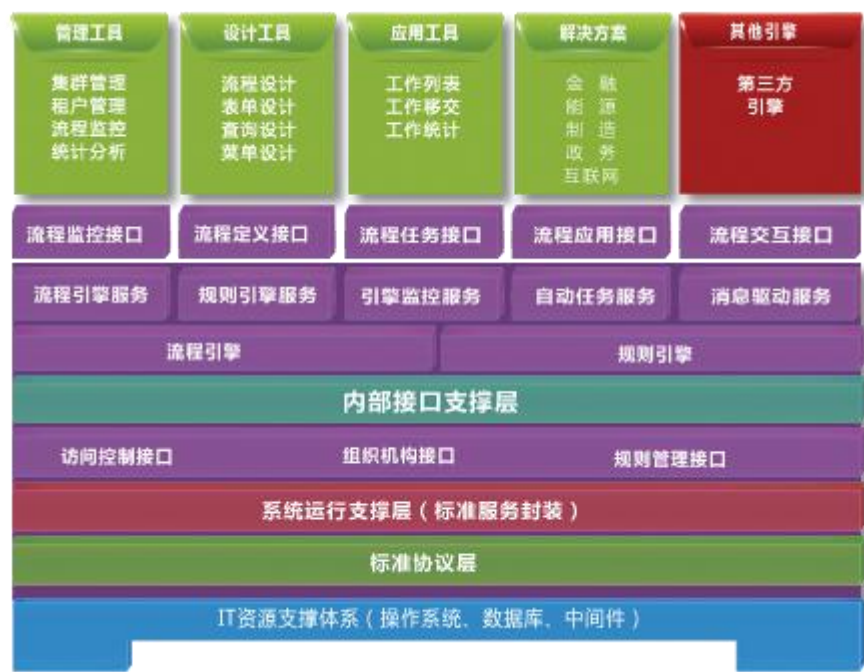 管理工具
集群管理
租户管理
流程监控
统计分析
设计工具
流程设计
表单设计
查询设计
菜单设计
应用工具
工作列表
工作移交
工作统计
解决方案
金 融
能 源
制 造
政 务
互联网
其他引擎
第三方
引擎
流程监控接口
流程定义接口
流程任务接口
流程应用接口
流程交互接口
流程引擎服务
规则引擎服务
引擎监控服务
自动任务服务
消息驱动服务
流程引擎
规则引擎
内部接口支撑层
访问控制接口
组织机构接口
规则管理接口
系统运行支撑层（标准服务封装）
标准协议层
IT资源支撑体系（操作系统、数据库、中间件）